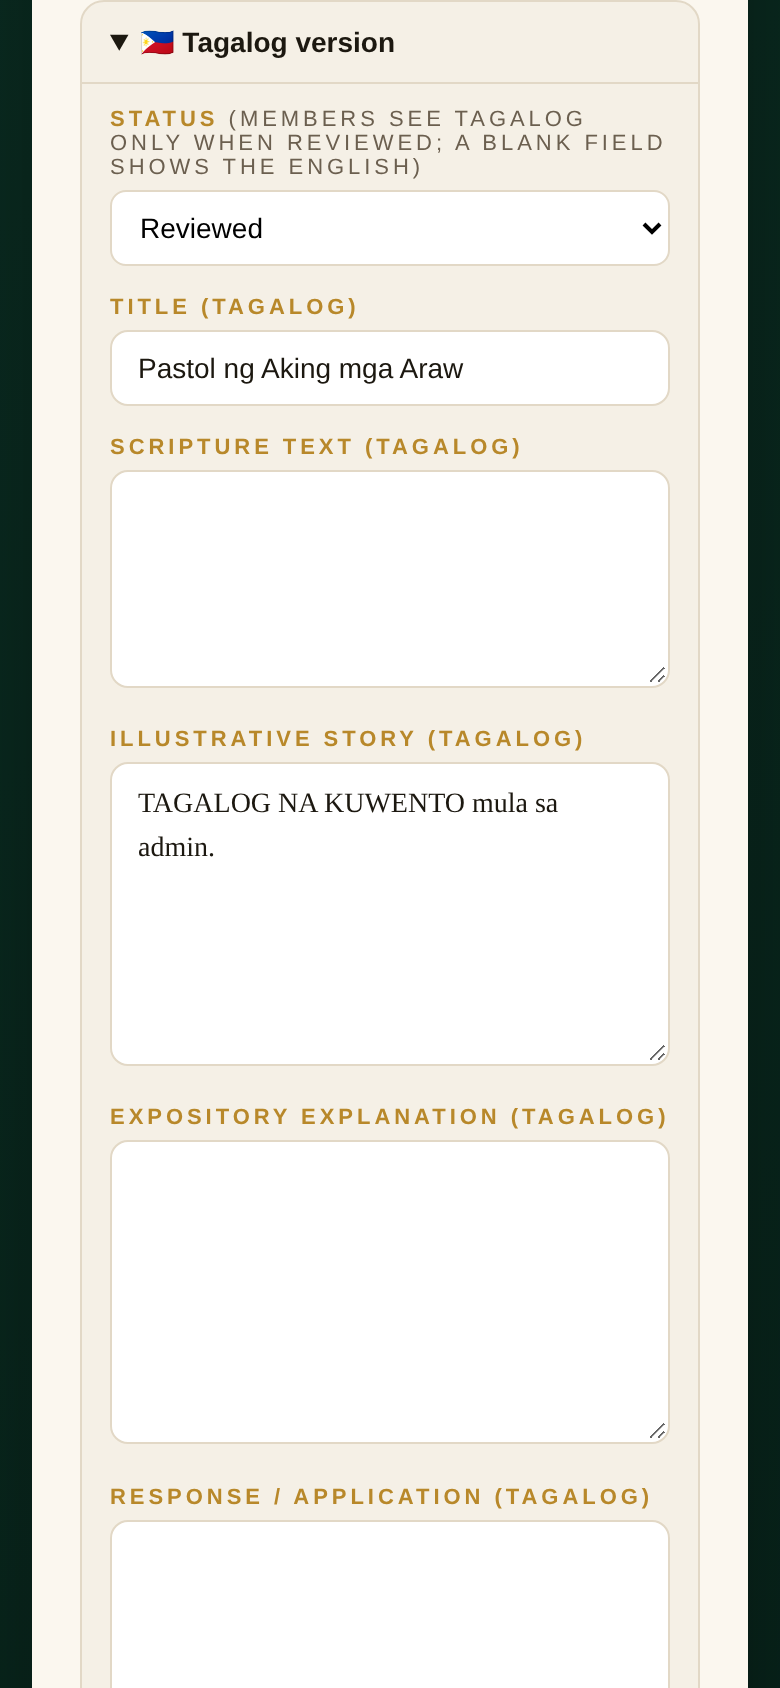 Tagalog version
STATUS (MEMBERS SEE TAGALOG
ONLY WHEN REVIEWED; A BLANK FIELD
SHOWS THE ENGLISH)
Reviewed
TITLE (TAGALOG)
Pastol ng Aking mga Araw
SCRIPTURE TEXT (TAGALOG)
ILLUSTRATIVE STORY (TAGALOG)
TAGALOG NA KUWENTO mula sa
admin.
EXPOSITORY EXPLANATION (TAGALOG)
RESPONSE / APPLICATION (TAGALOG)